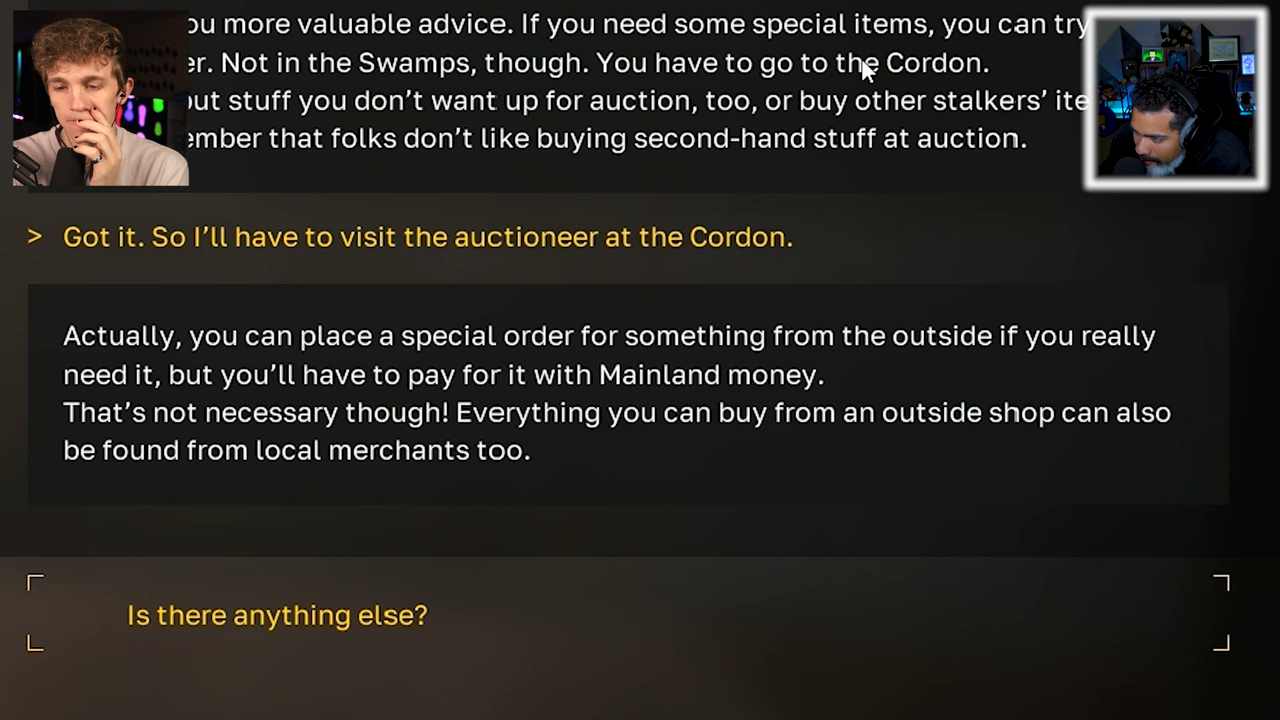 ou more valuable advice. If you need some special items, you can try
er. Not in the Swamps, though. You have to go to the Cordon.
out stuff you don’t want up for auction, too, or buy other stalkers’ ite
ember that folks don’t like buying second-hand stuff at auction.
> Got it. So I’ll have to visit the auctioneer at the Cordon.
Actually, you can place a special order for something from the outside if you really
need it, but you’ll have to pay for it with Mainland money.
That’s not necessary though! Everything you can buy from an outside shop can also
be found from local merchants too.
Is there anything else?